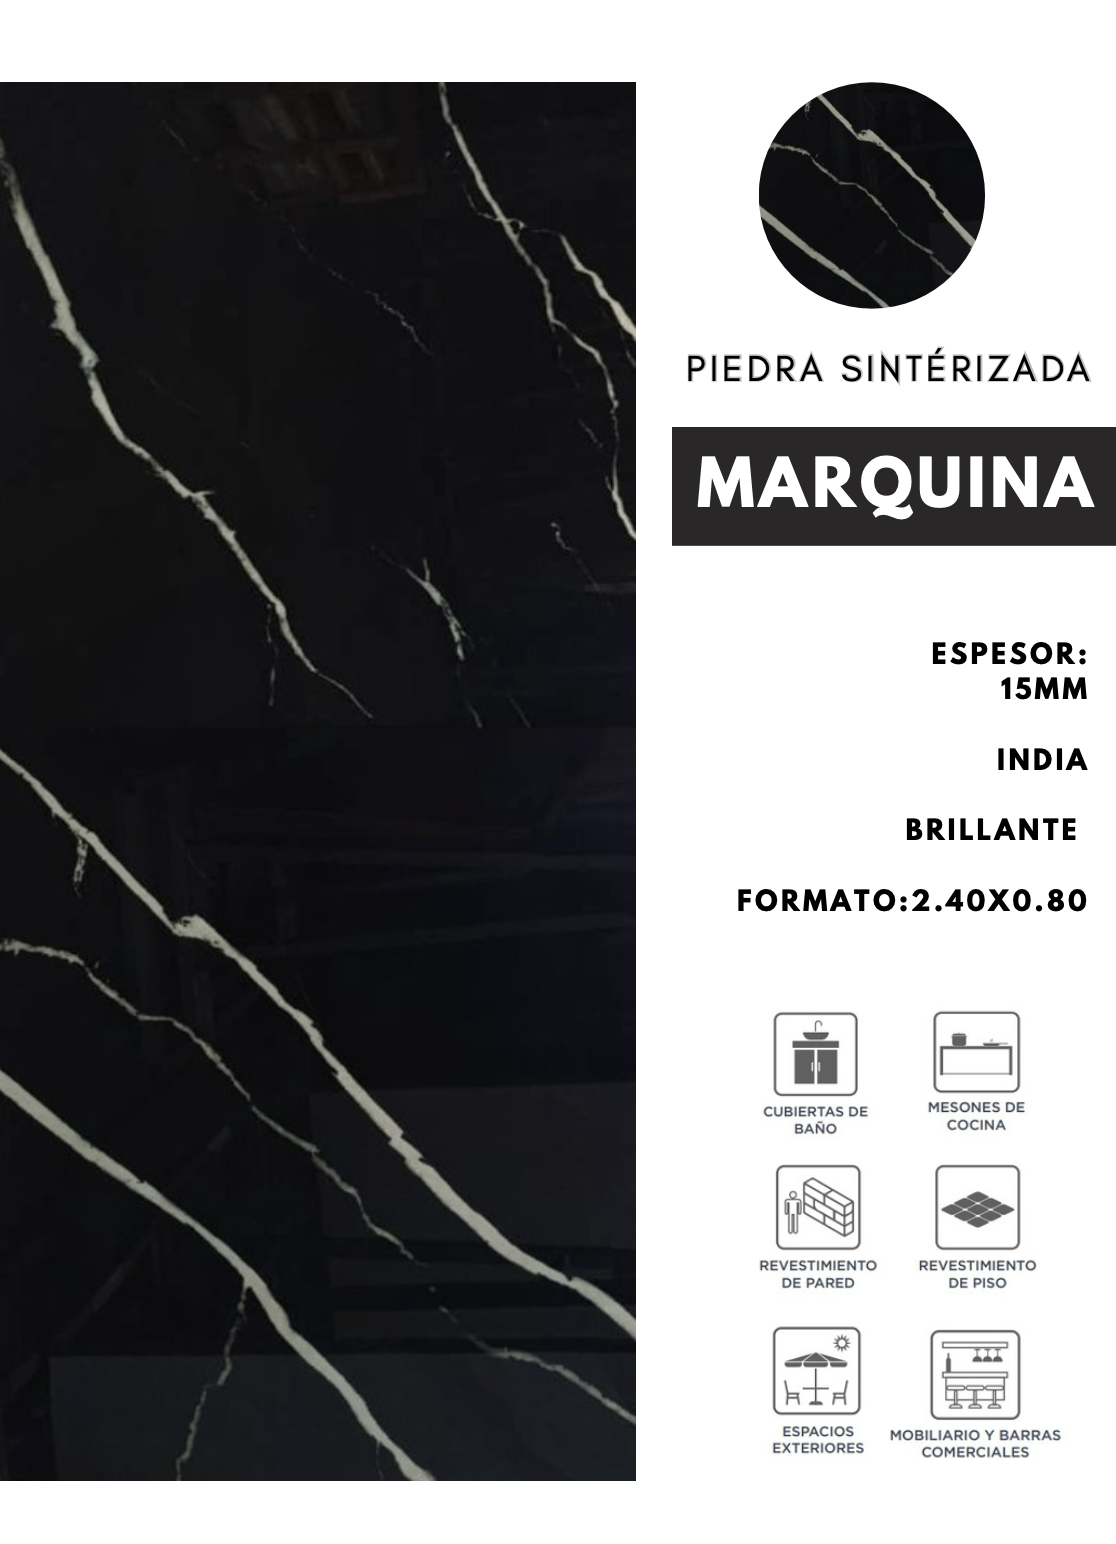 PIEDRA SINTÉRIZADA
MARQUINA
ESPESOR:
15MM
INDIA
BRILLANTE
FORMATO:2.40X0.80
CUBIERTAS DE
BAÑO
MESONES DE
COCINA
REVESTIMIENTO
DE PARED
REVESTIMIENTO
DE PISO
ESPACIOS
EXTERIORES
MOBILIARIO Y BARRAS
COMERCIALES